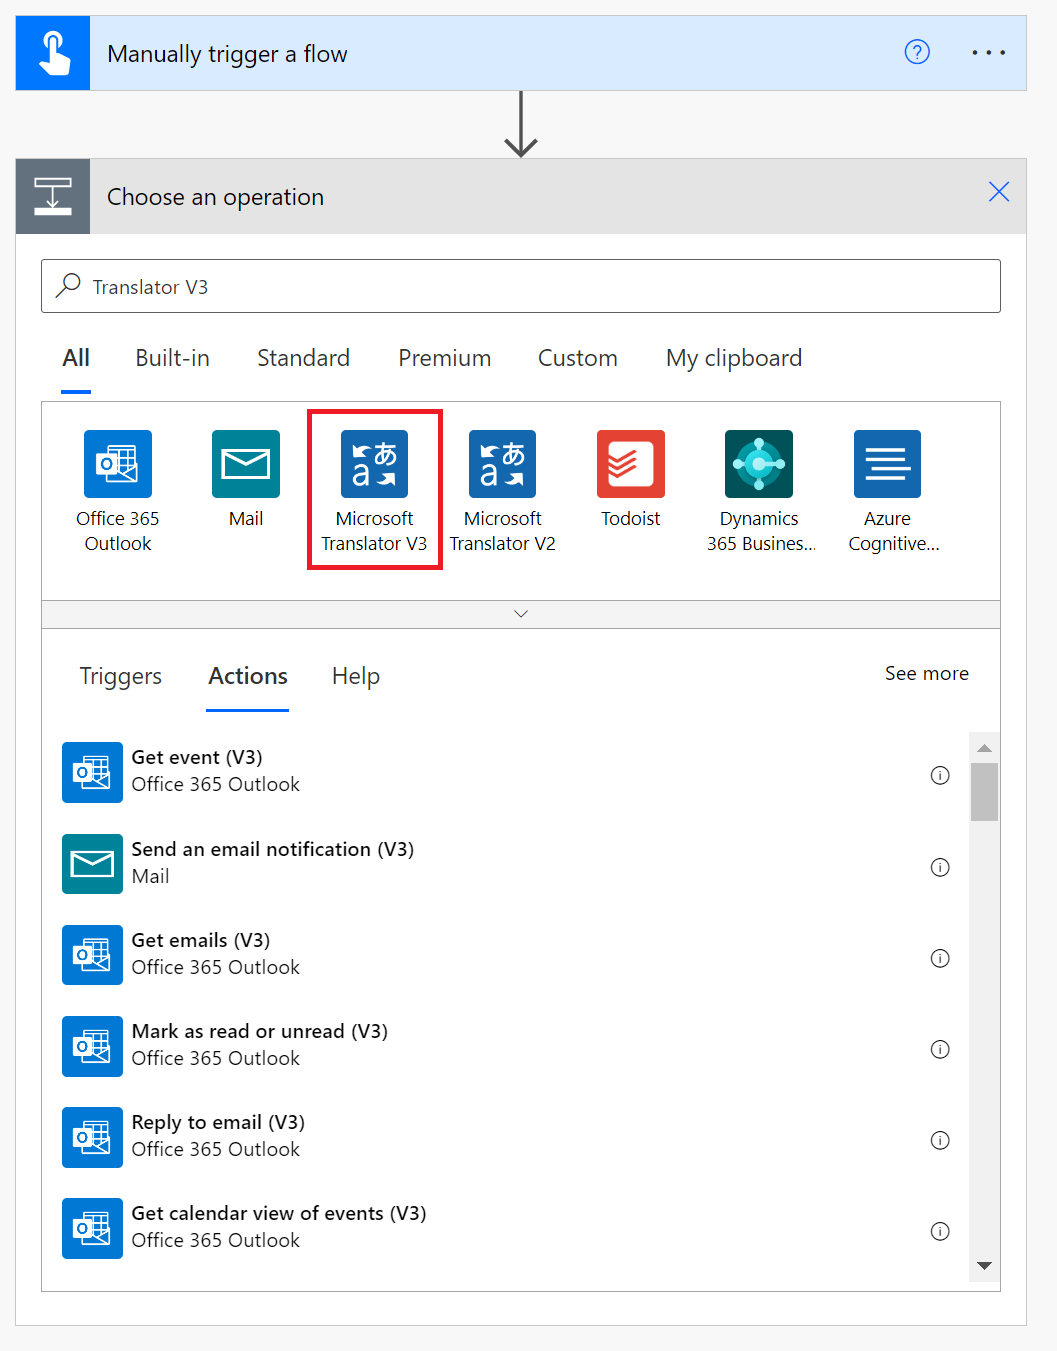 Manually trigger a flow
Choose an operation
Translator V3
All Built-in Standard Premium Custom My clipboard
Office 365
Outlook
Mail
Microsoft
Translator V3
Microsoft
Translator V2
Todoist
Dynamics
365 Busines...
Azure
Cognitive...
Triggers Actions Help See more
Get event (V3)
Office 365 Outlook
Send an email notification (V3)
Mail
Get emails (V3)
Office 365 Outlook
Mark as read or unread (V3)
Office 365 Outlook
Reply to email (V3)
Office 365 Outlook
Get calendar view of events (V3)
Office 365 Outlook